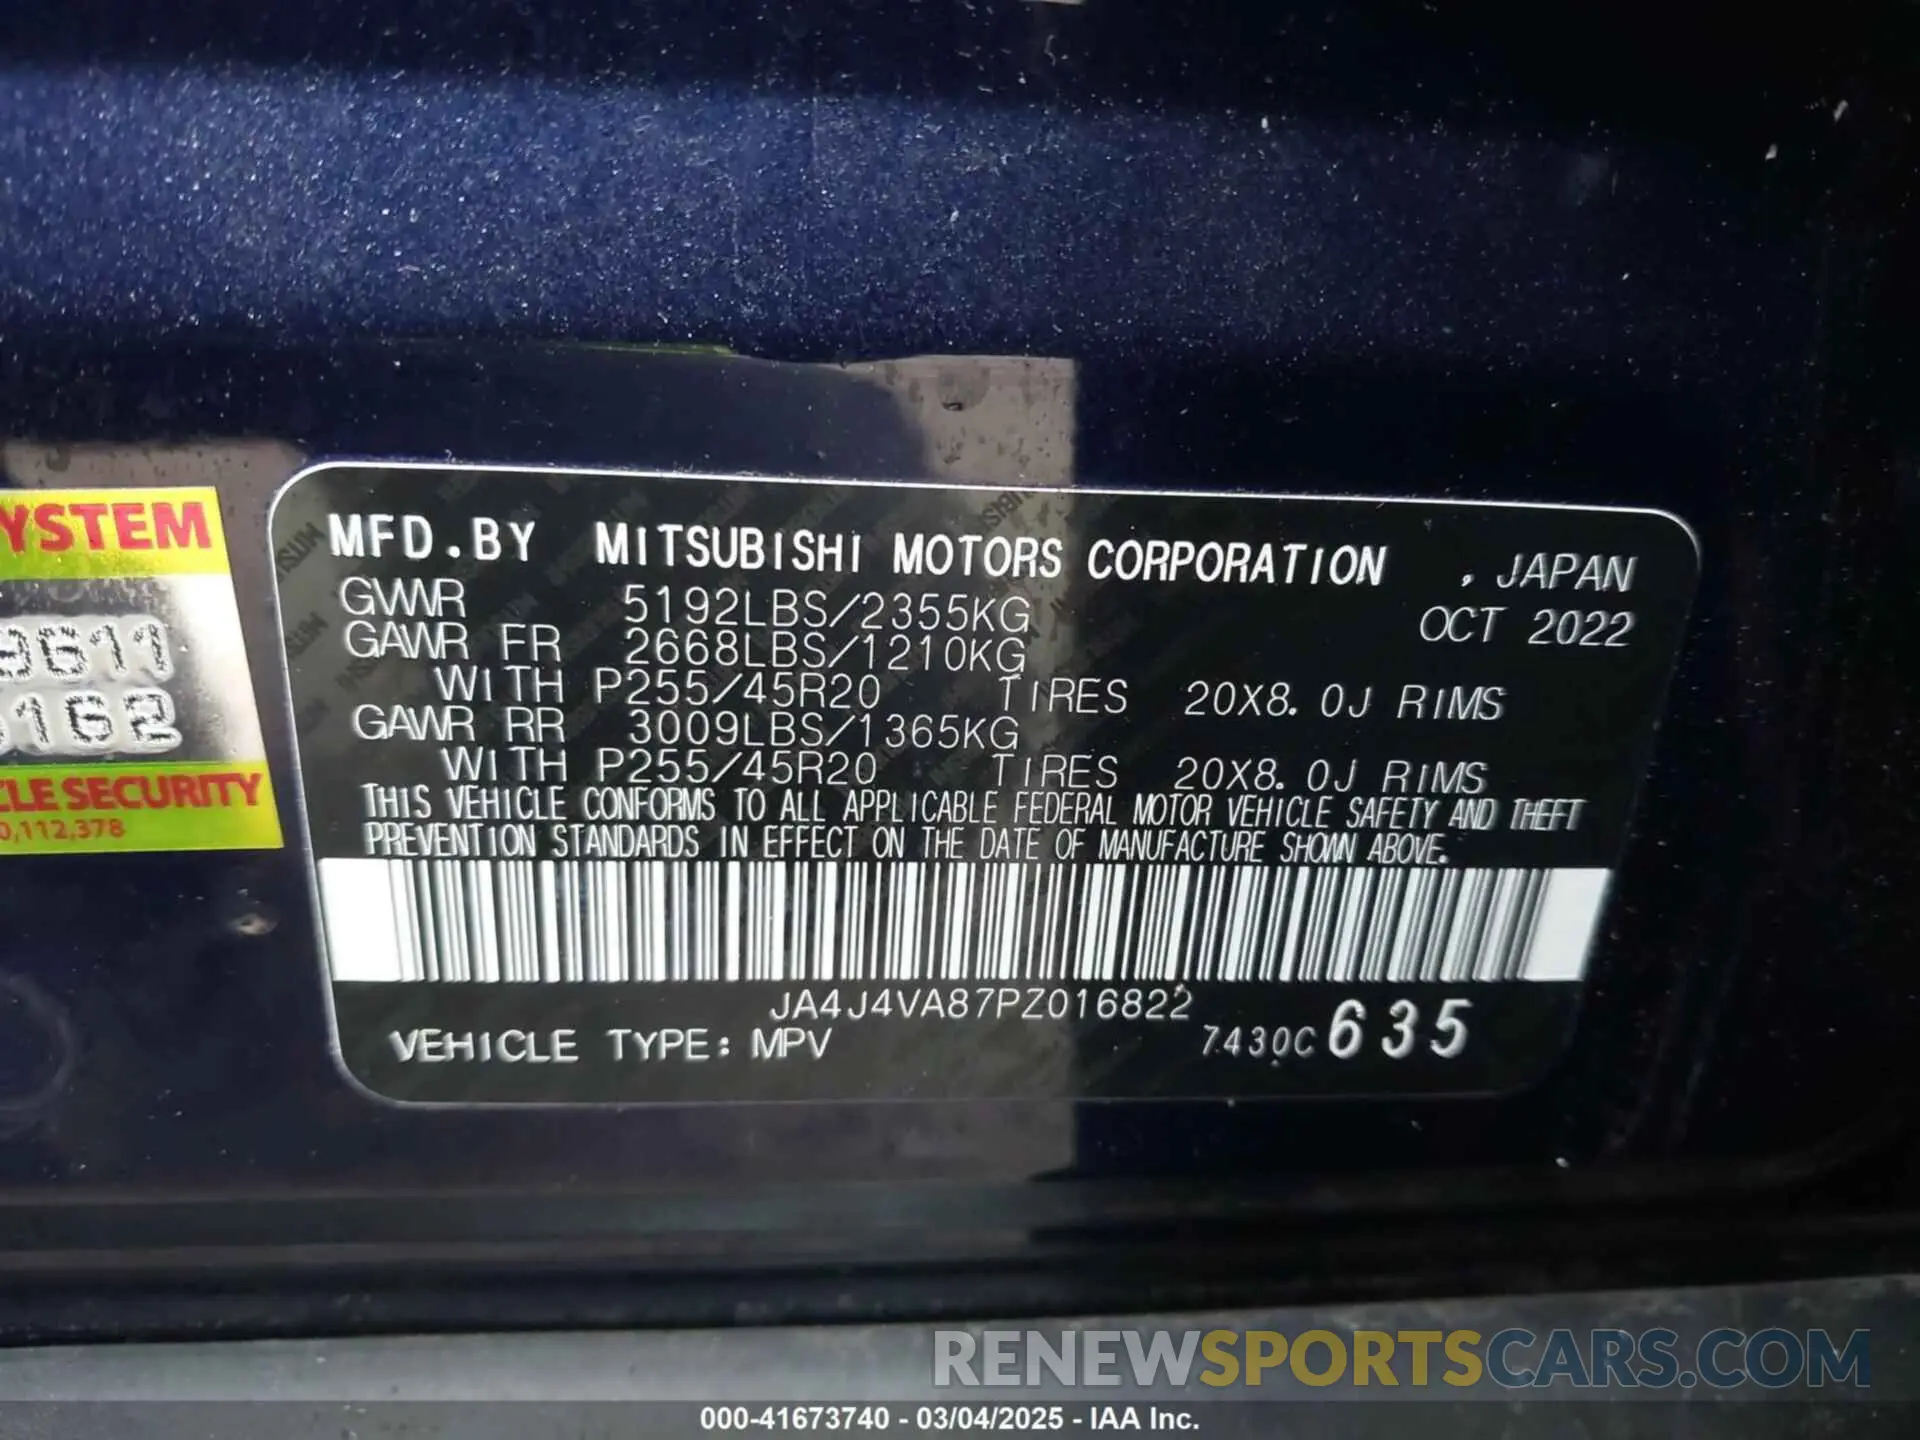 YSTEM
9611
5162
CLE SECURITY
0,112,378
MFD.BY MITSUBISHI MOTORS CORPORATION , JAPAN
GVWR 5192LBS/2355KG OCT 2022
GAWR FR 2668LBS/1210KG
WITH P255/45R20 TIRES 20X8.0J RIMS
GAWR RR 3009LBS/1365KG
WITH P255/45R20 TIRES 20X8.0J RIMS
THIS VEHICLE CONFORMS TO ALL APPLICABLE FEDERAL MOTOR VEHICLE SAFETY AND THEFT
PREVENTION STANDARDS IN EFFECT ON THE DATE OF MANUFACTURE SHOWN ABOVE.
JA4J4VA87PZ016822
VEHICLE TYPE: MPV 7430C 635
RENEWSPORTSCARS.COM
000-41673740 - 03/04/2025 - IAA Inc.